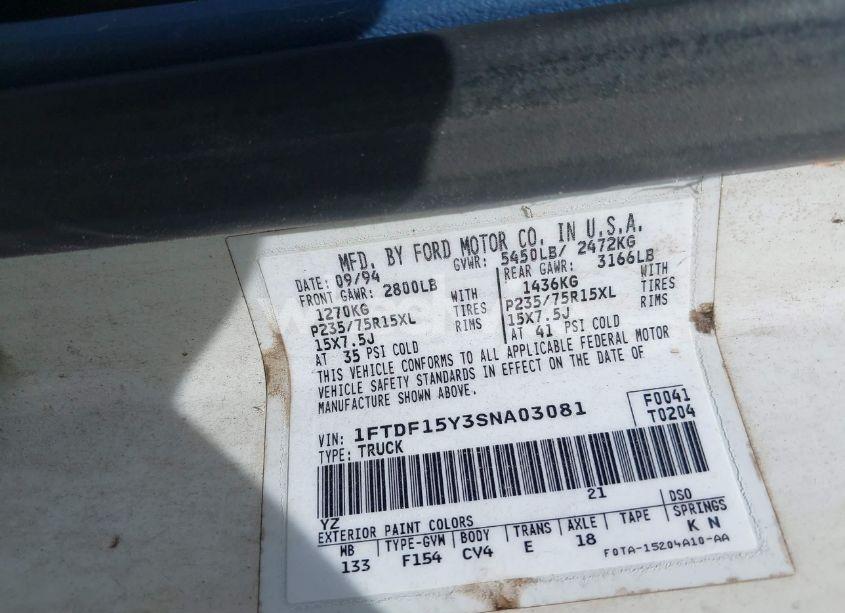 MFD. BY FORD MOTOR CO. IN U.S.A.
DATE: 09/94 GVWR: 5450LB/ 2472KG
FRONT GAWR: 2800LB REAR GAWR: 3166LB
1270KG WITH 1436KG WITH
P235/75R15XL TIRES P235/75R15XL TIRES
15X7.5J RIMS 15X7.5J RIMS
AT 35 PSI COLD AT 41 PSI COLD
THIS VEHICLE CONFORMS TO ALL APPLICABLE FEDERAL MOTOR
VEHICLE SAFETY STANDARDS IN EFFECT ON THE DATE OF
MANUFACTURE SHOWN ABOVE.
F0041
VIN: 1FTDF15Y3SNA03081 T0204
TYPE: TRUCK
YZ 21
EXTERIOR PAINT COLORS DSO
WB TYPE-GVW BODY TRANS AXLE TAPE SPRINGS
133 F154 CV4 E 18 K N
F0TA-15204A10-AA